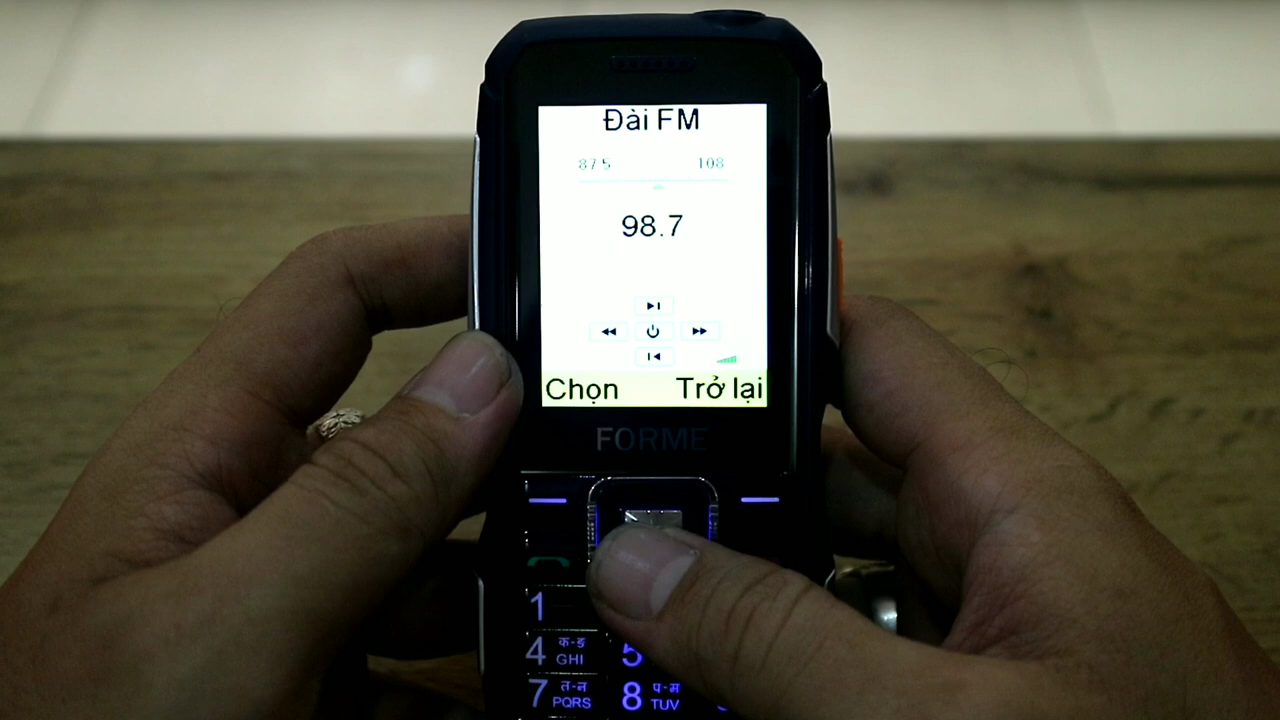 Đài FM
87.5 108
98.7
Chọn Trở lại
FORME
1
4 क-ङ GHI 5
7 त-न PQRS 8 प-म TUV